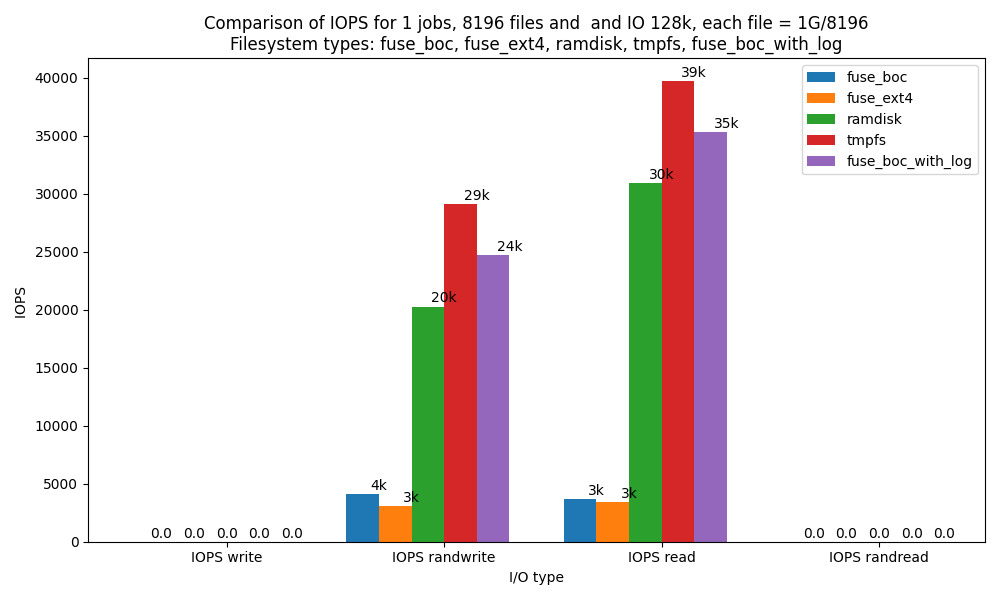 Comparison of IOPS for 1 jobs, 8196 files and  and IO 128k, each file = 1G/8196
Filesystem types: fuse_boc, fuse_ext4, ramdisk, tmpfs, fuse_boc_with_log
fuse_boc
fuse_ext4
ramdisk
tmpfs
fuse_boc_with_log
IOPS
40000
35000
30000
25000
20000
15000
10000
5000
0
0.0 0.0 0.0 0.0 0.0
4k 3k 20k 29k 24k
3k 3k 30k 39k 35k
0.0 0.0 0.0 0.0 0.0
IOPS write
IOPS randwrite
IOPS read
IOPS randread
I/O type